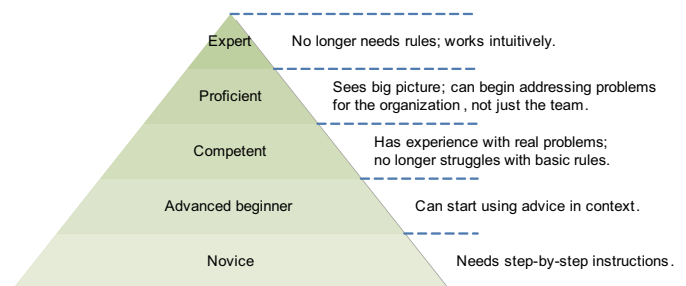 Expert
No longer needs rules; works intuitively.
Proficient
Sees big picture; can begin addressing problems
for the organization, not just the team.
Competent
Has experience with real problems;
no longer struggles with basic rules.
Advanced beginner
Can start using advice in context.
Novice
Needs step-by-step instructions.